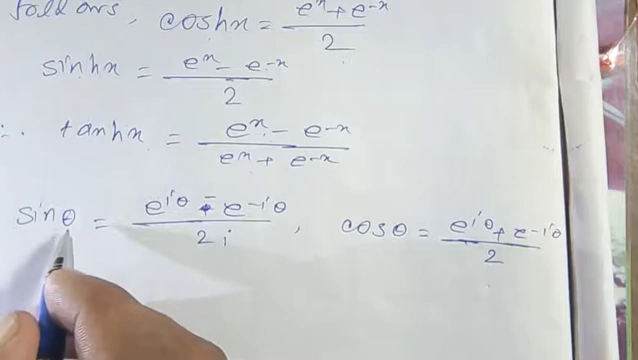 follows, coshx = (e^x + e^-x)/2
sinhx = (e^x - e^-x)/2
∴ tanhx = (e^x - e^-x)/(e^x + e^-x)
sinθ = (e^iθ - e^-iθ)/2i , cosθ = (e^iθ + e^-iθ)/2